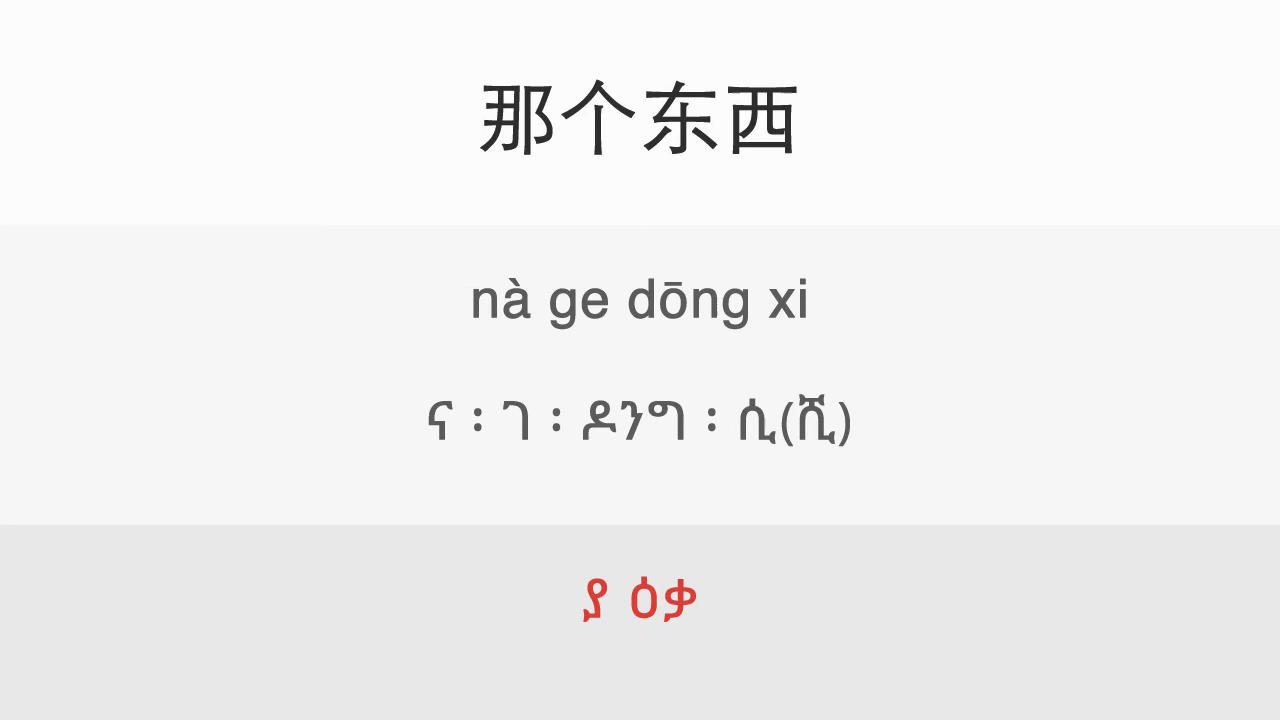 那个东西
nà ge dōng xi
ና ፡ ገ ፡ ዶንግ ፡ ሲ(ሺ)
ያ ዕቃ